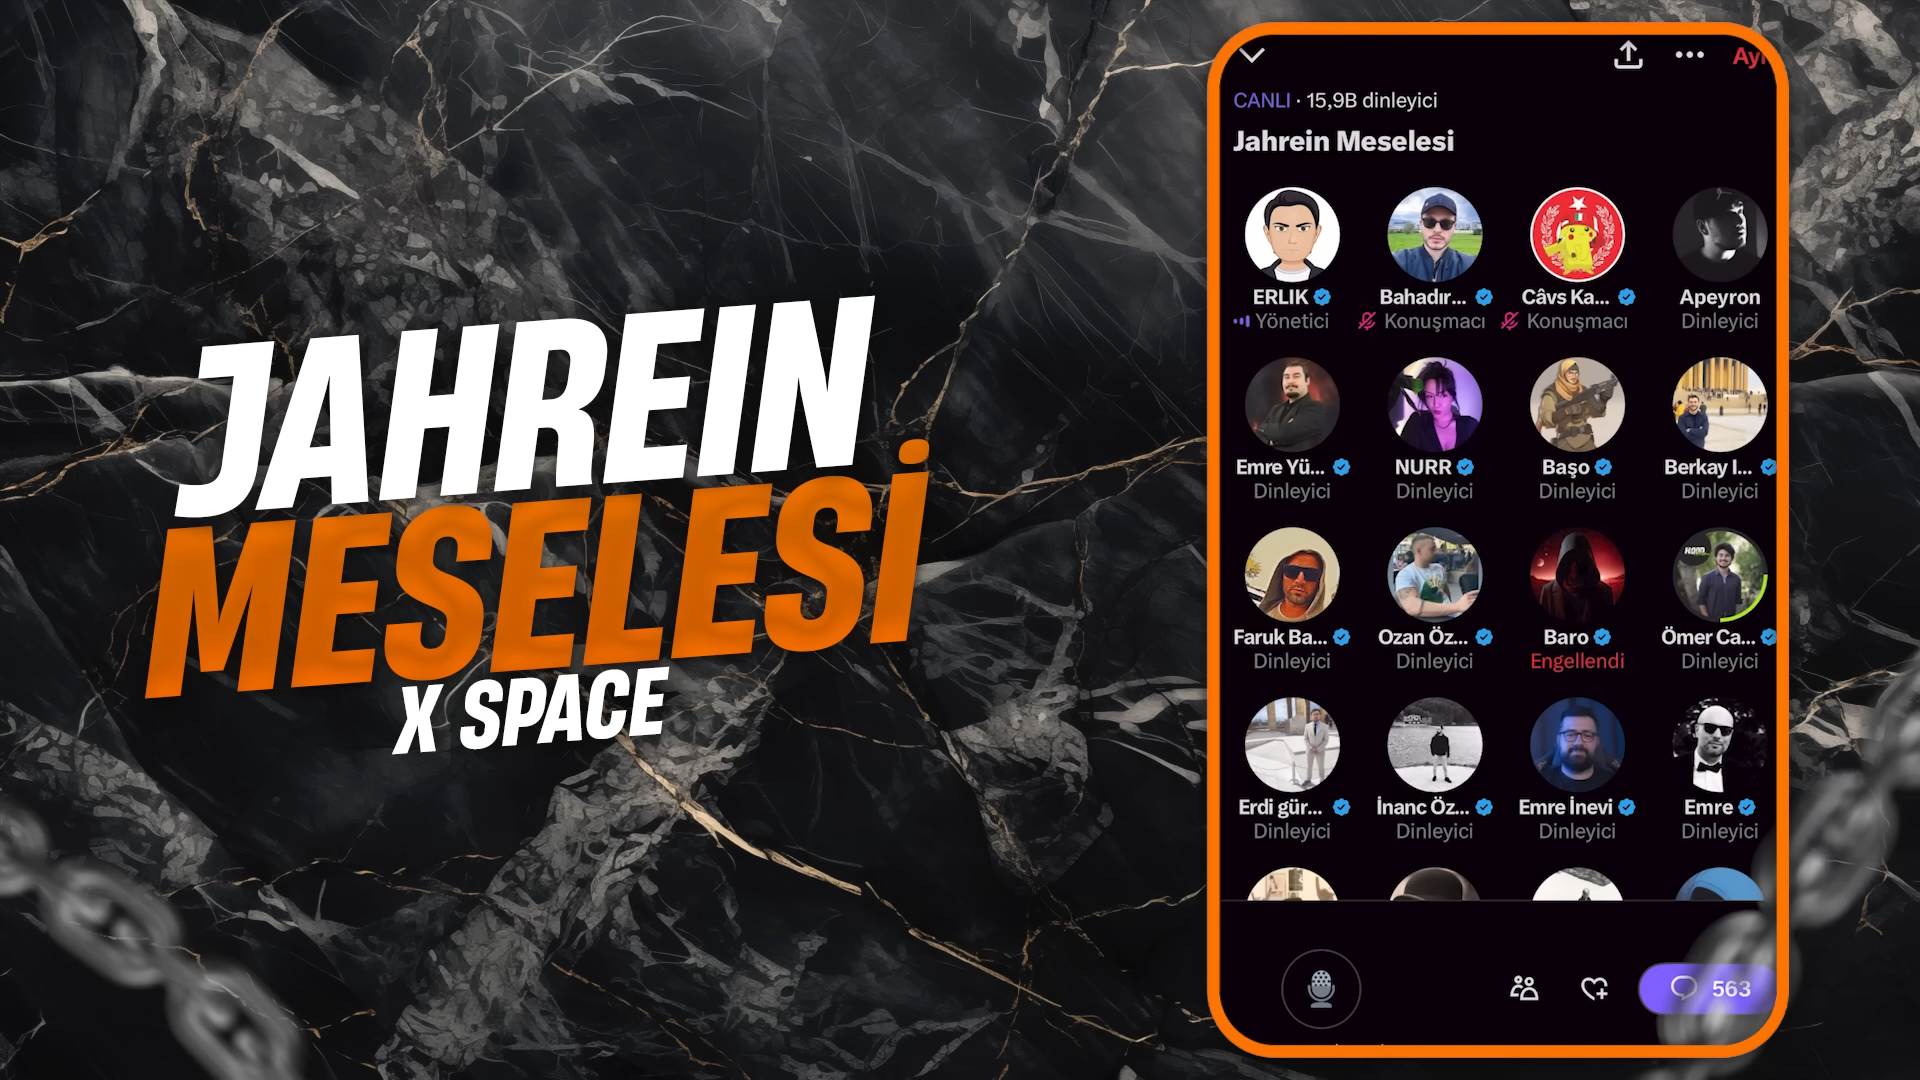 JAHREIN
MESELESİ
X SPACE
CANLI · 15,9B dinleyici
Jahrein Meselesi
ERLIK
Yönetici
Bahadır...
Konuşmacı
Câvs Ka...
Konuşmacı
Apeyron
Dinleyici
Emre Yü...
Dinleyici
NURR
Dinleyici
Başo
Dinleyici
Berkay I...
Dinleyici
Faruk Ba...
Dinleyici
Ozan Öz...
Dinleyici
Baro
Engellendi
Ömer Ca...
Dinleyici
Erdi gür...
Dinleyici
İnanc Öz...
Dinleyici
Emre İnevi
Dinleyici
Emre
Dinleyici
563